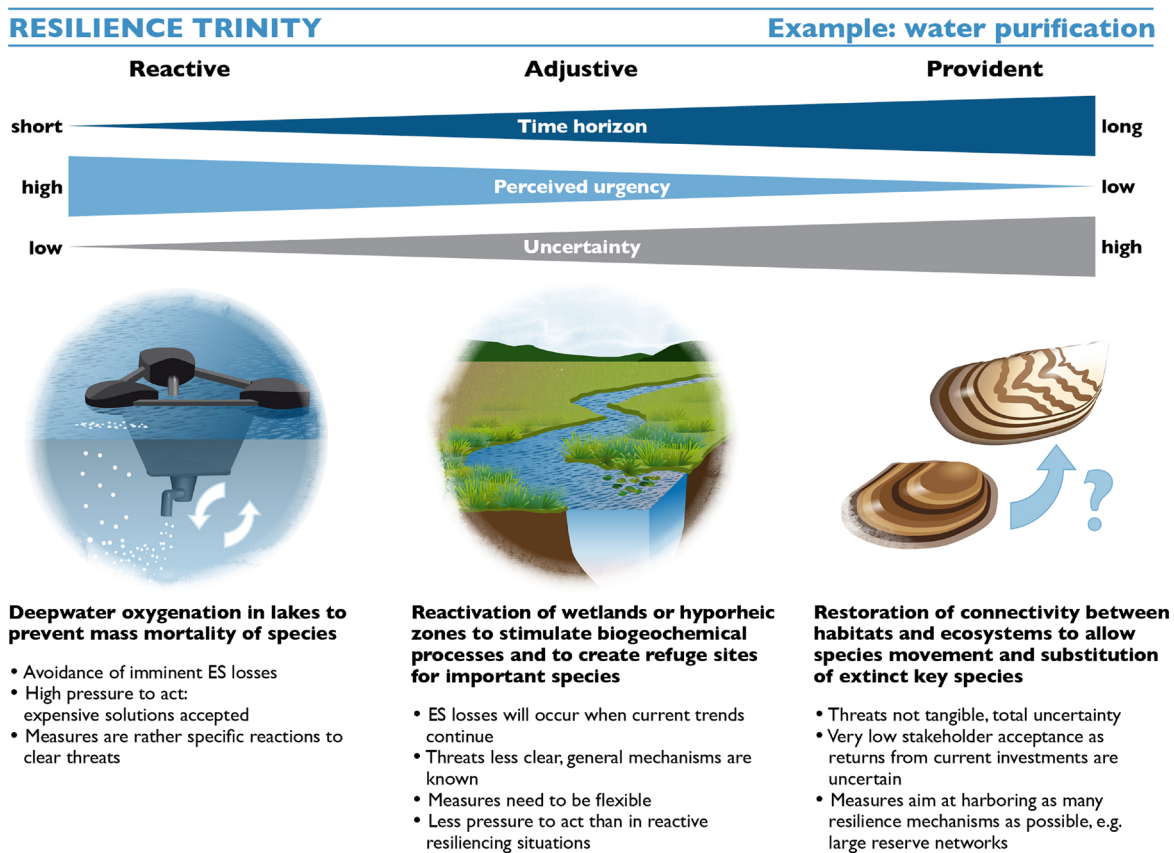 RESILIENCE TRINITY
Example: water purification
Reactive
Adjustive
Provident
short
Time horizon
long
high
Perceived urgency
low
low
Uncertainty
high
?
Deepwater oxygenation in lakes to
prevent mass mortality of species
• Avoidance of imminent ES losses
• High pressure to act:
expensive solutions accepted
• Measures are rather specific reactions to
clear threats
Reactivation of wetlands or hyporheic
zones to stimulate biogeochemical
processes and to create refuge sites
for important species
• ES losses will occur when current trends
continue
• Threats less clear, general mechanisms are
known
• Measures need to be flexible
• Less pressure to act than in reactive
resiliencing situations
Restoration of connectivity between
habitats and ecosystems to allow
species movement and substitution
of extinct key species
• Threats not tangible, total uncertainty
• Very low stakeholder acceptance as
returns from current investments are
uncertain
• Measures aim at harboring as many
resilience mechanisms as possible, e.g.
large reserve networks